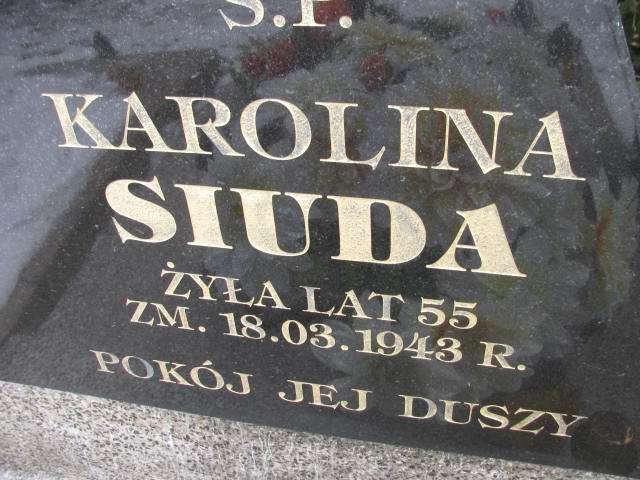 Ś.P.
KAROLINA
SIUDA
ŻYŁA LAT 55
ZM. 18.03.1943 R.
POKÓJ JEJ DUSZY